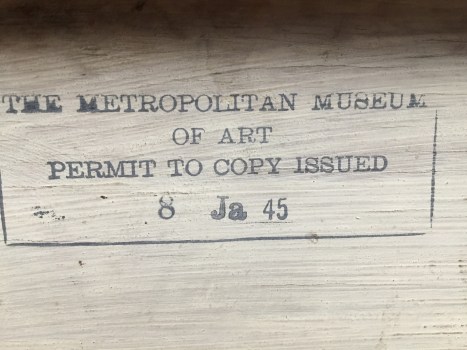 THE METROPOLITAN MUSEUM
OF ART
PERMIT TO COPY ISSUED
8 Ja 45